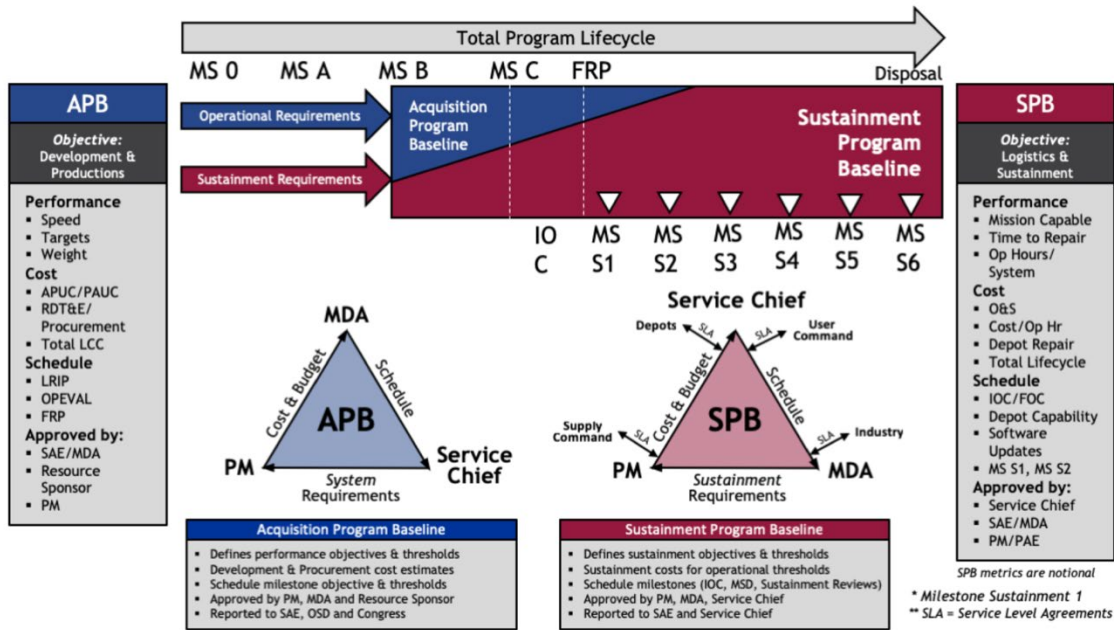 Total Program Lifecycle
MS 0
MS A
MS B
MS C
FRP
Disposal
APB
Objective:
Development &
Productions
Performance
▪ Speed
▪ Targets
▪ Weight
Cost
▪ APUC/PAUC
▪ RDT&E/
Procurement
▪ Total LCC
Schedule
▪ LRIP
▪ OPEVAL
▪ FRP
Approved by:
▪ SAE/MDA
▪ Resource
Sponsor
▪ PM
Operational Requirements
Sustainment Requirements
Acquisition
Program
Baseline
Sustainment
Program
Baseline
IO
C
MS
S1
MS
S2
MS
S3
MS
S4
MS
S5
MS
S6
MDA
Cost & Budget
Schedule
APB
PM
Service
Chief
System
Requirements
Service Chief
Depots
SLA
SLA
User
Command
Cost & Budget
Schedule
SPB
Supply
Command
SLA
SLA
Industry
PM
MDA
Sustainment
Requirements
Acquisition Program Baseline
▪ Defines performance objectives & thresholds
▪ Development & Procurement cost estimates
▪ Schedule milestone objective & thresholds
▪ Approved by PM, MDA and Resource Sponsor
▪ Reported to SAE, OSD and Congress
Sustainment Program Baseline
▪ Defines sustainment objectives & thresholds
▪ Sustainment costs for operational thresholds
▪ Schedule milestones (IOC, MSD, Sustainment Reviews)
▪ Approved by PM, MDA, Service Chief
▪ Reported to SAE and Service Chief
SPB
Objective:
Logistics &
Sustainment
Performance
▪ Mission Capable
▪ Time to Repair
▪ Op Hours/
System
Cost
▪ O&S
▪ Cost/Op Hr
▪ Depot Repair
▪ Total Lifecycle
Schedule
▪ IOC/FOC
▪ Depot Capability
▪ Software
Updates
▪ MS S1, MS S2
Approved by:
▪ Service Chief
▪ SAE/MDA
▪ PM/PAE
SPB metrics are notional
* Milestone Sustainment 1
** SLA = Service Level Agreements